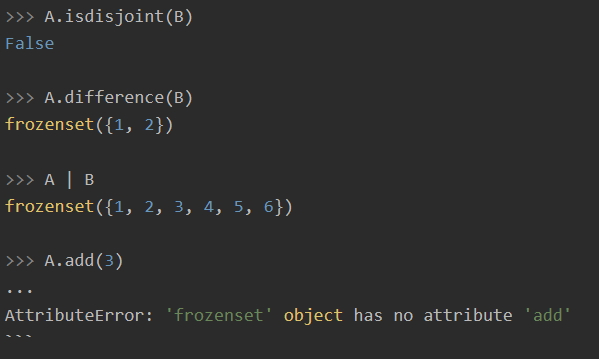 >>> A.isdisjoint(B)
False
>>> A.difference(B)
frozenset({1, 2})
>>> A | B
frozenset({1, 2, 3, 4, 5, 6})
>>> A.add(3)
...
AttributeError: 'frozenset' object has no attribute 'add'
```